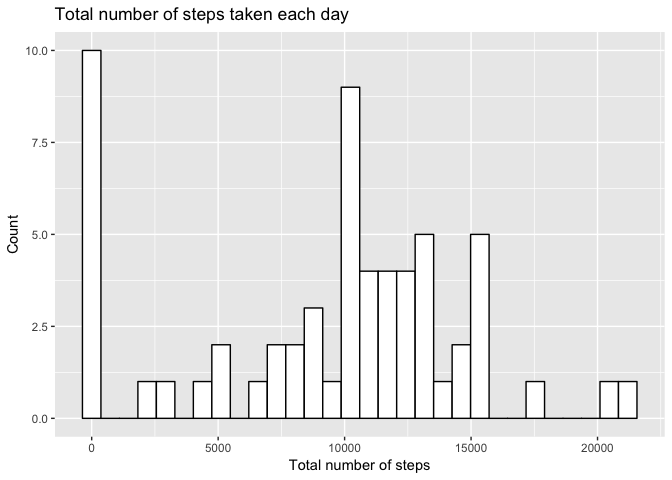 Total number of steps taken each day
10.0
7.5
5.0
2.5
0.0
Count
0 5000 10000 15000 20000
Total number of steps